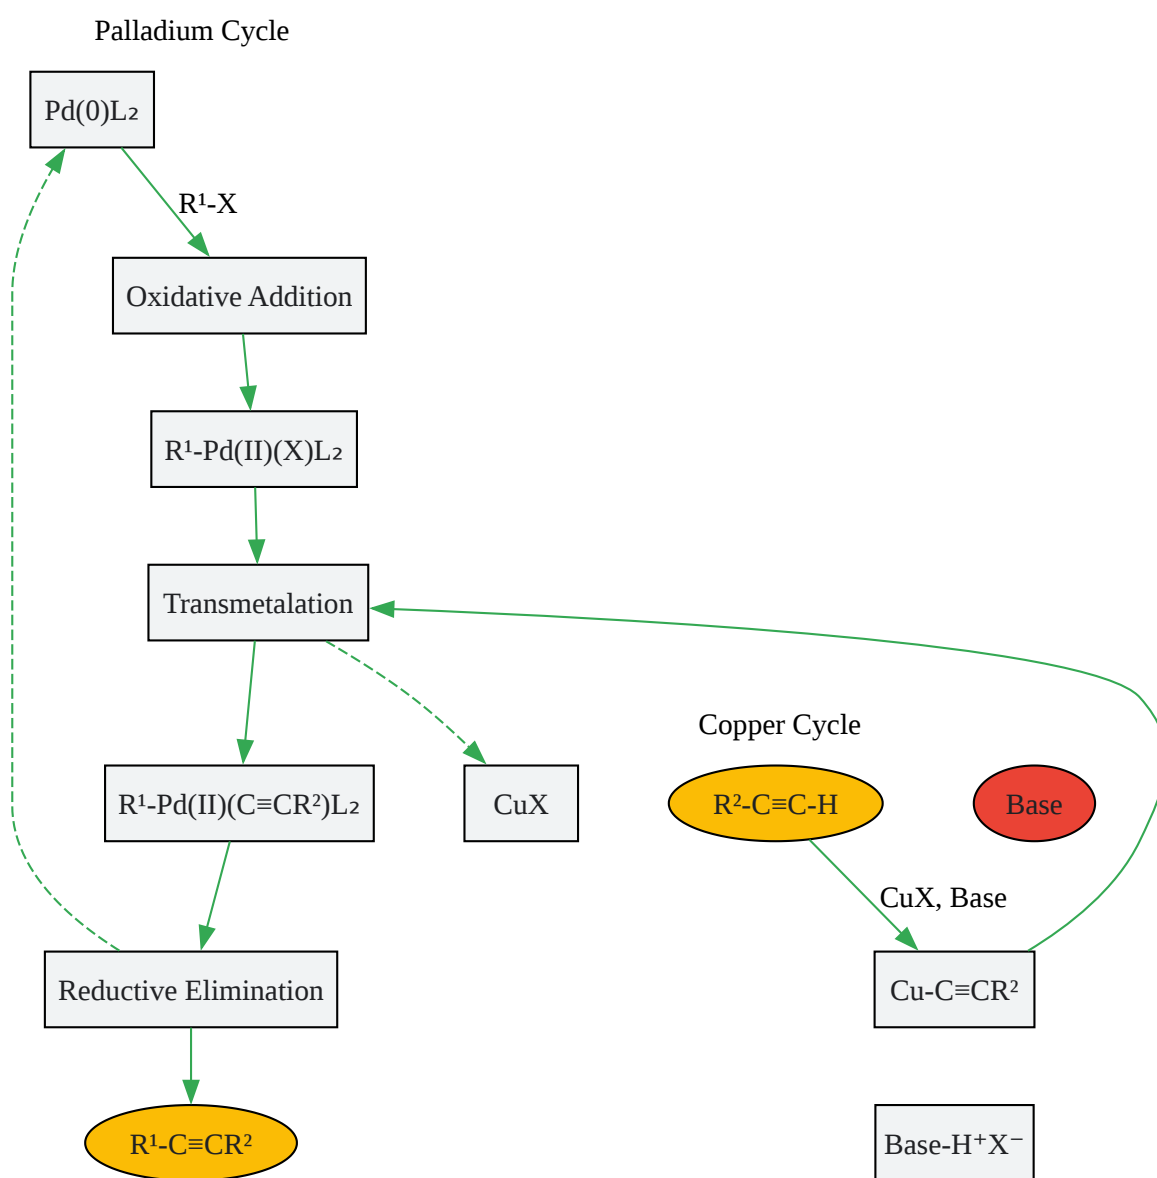 Palladium Cycle
Pd(0)L₂
R¹-X
Oxidative Addition
R¹-Pd(II)(X)L₂
Transmetalation
Copper Cycle
R¹-Pd(II)(C≡CR²)L₂
CuX
R²-C≡C-H
Base
CuX, Base
Reductive Elimination
Cu-C≡CR²
R¹-C≡CR²
Base-H⁺X⁻